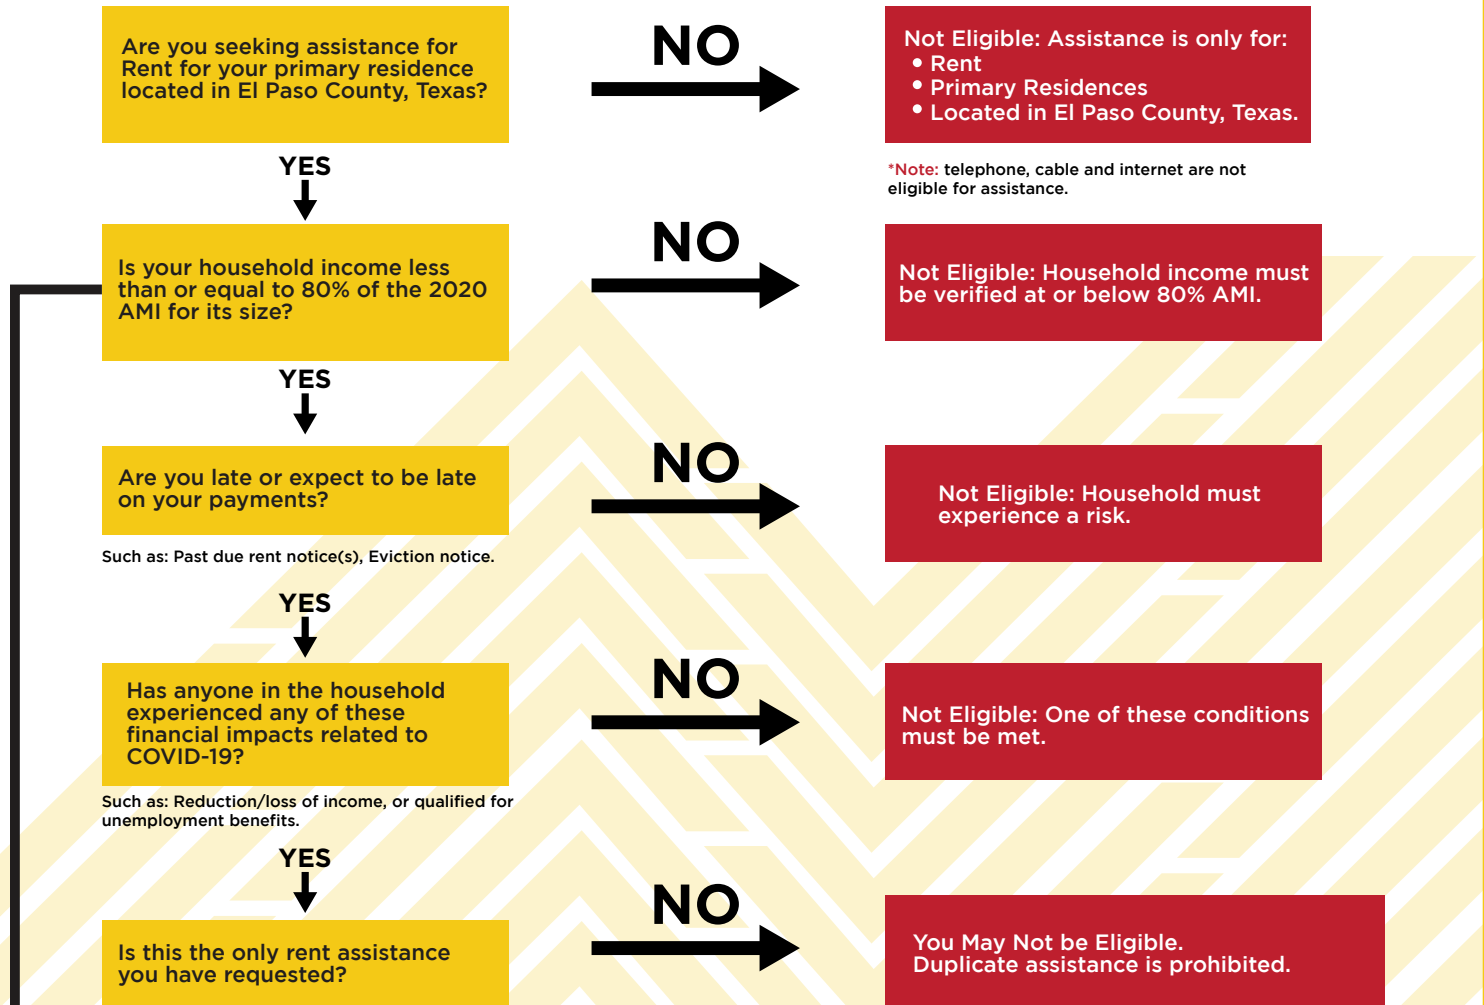 Are you seeking assistance for
Rent for your primary residence
located in El Paso County, Texas?
NO
Not Eligible: Assistance is only for:
• Rent
• Primary Residences
• Located in El Paso County, Texas.
*Note: telephone, cable and internet are not
eligible for assistance.
YES
Is your household income less
than or equal to 80% of the 2020
AMI for its size?
NO
Not Eligible: Household income must
be verified at or below 80% AMI.
YES
Are you late or expect to be late
on your payments?
NO
Not Eligible: Household must
experience a risk.
Such as: Past due rent notice(s), Eviction notice.
YES
Has anyone in the household
experienced any of these
financial impacts related to
COVID-19?
NO
Not Eligible: One of these conditions
must be met.
Such as: Reduction/loss of income, or qualified for
unemployment benefits.
YES
Is this the only rent assistance
you have requested?
NO
You May Not be Eligible.
Duplicate assistance is prohibited.